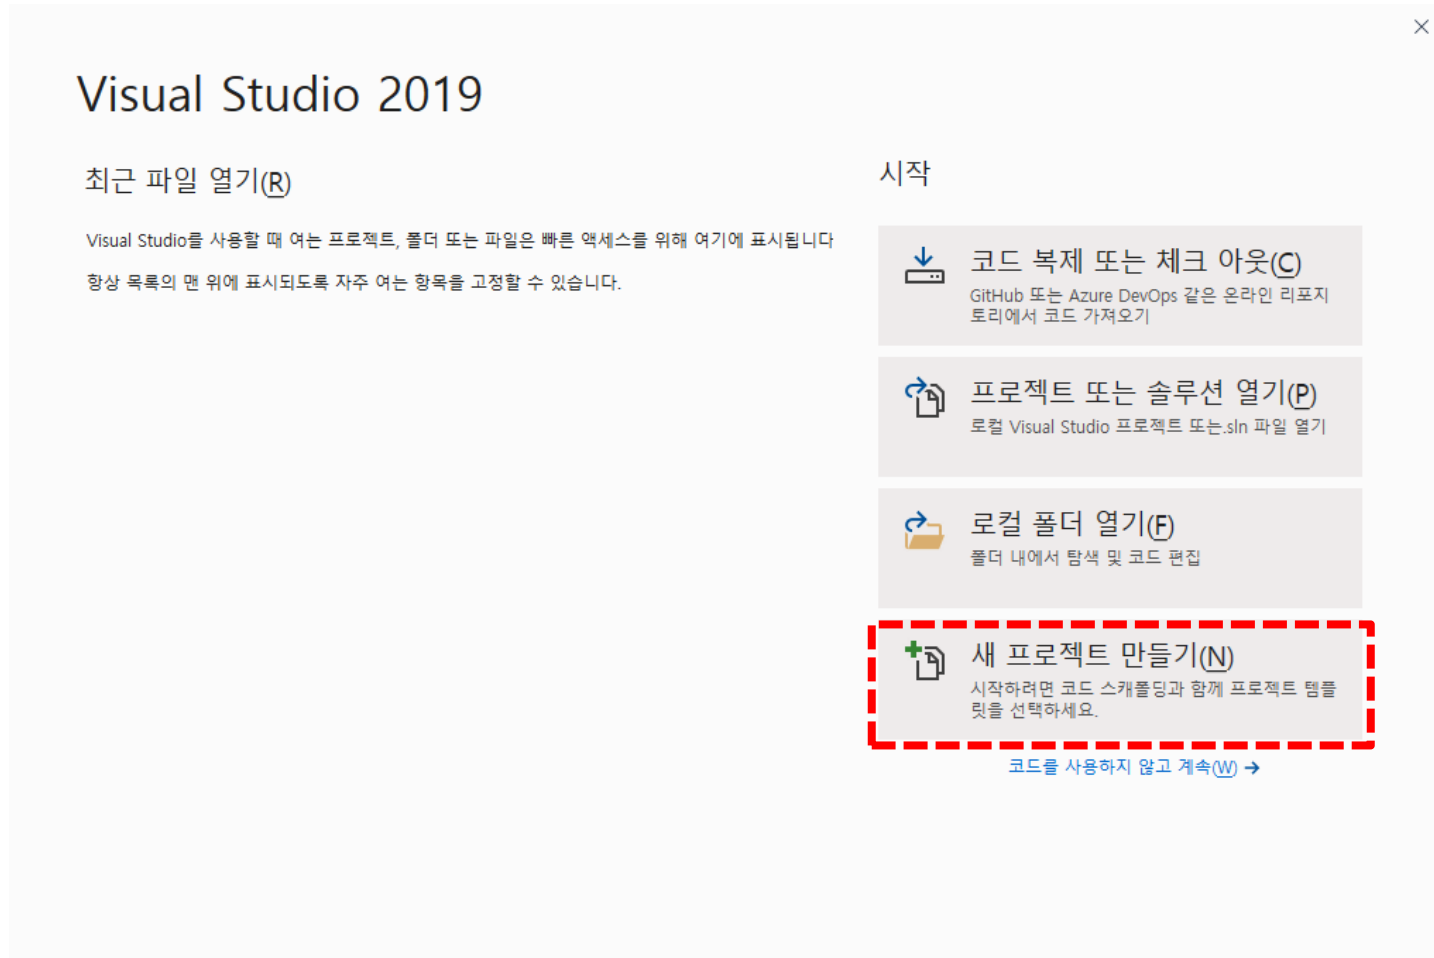 Visual Studio 2019
최근 파일 열기(R)
Visual Studio를 사용할 때 여는 프로젝트, 폴더 또는 파일은 빠른 액세스를 위해 여기에 표시됩니다
항상 목록의 맨 위에 표시되도록 자주 여는 항목을 고정할 수 있습니다.
시작
코드 복제 또는 체크 아웃(C)
GitHub 또는 Azure DevOps 같은 온라인 리포지
토리에서 코드 가져오기
프로젝트 또는 솔루션 열기(P)
로컬 Visual Studio 프로젝트 또는.sln 파일 열기
로컬 폴더 열기(F)
폴더 내에서 탐색 및 코드 편집
새 프로젝트 만들기(N)
시작하려면 코드 스캐폴딩과 함께 프로젝트 템플
릿을 선택하세요.
코드를 사용하지 않고 계속(W) →